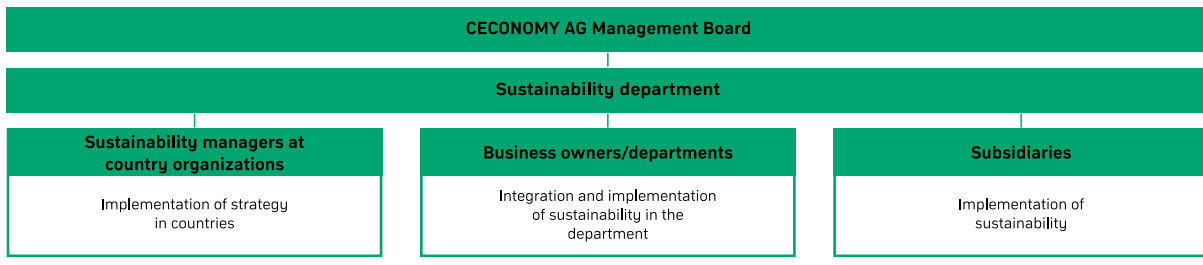 CECONOMY AG Management Board
Sustainability department
Sustainability managers at
country organizations
Implementation of strategy
in countries
Business owners/departments
Integration and implementation
of sustainability in the
department
Subsidiaries
Implementation of
sustainability